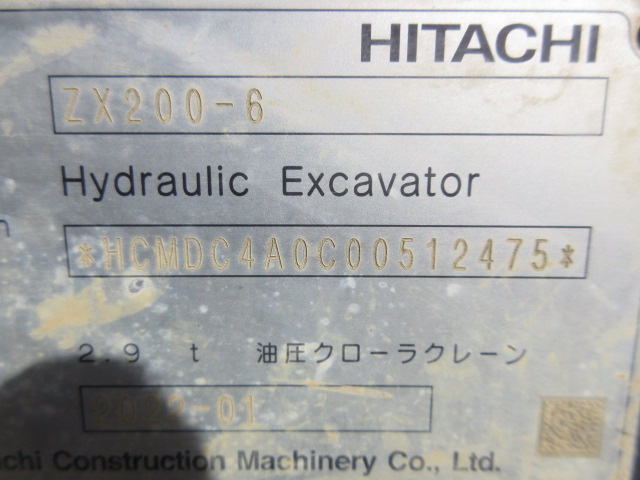 HITACHI
ZX200-6
Hydraulic Excavator
*HCMDC4A0C00512475*
2.9 t 油圧クローラクレーン
2022-01
Construction Machinery Co., Ltd.